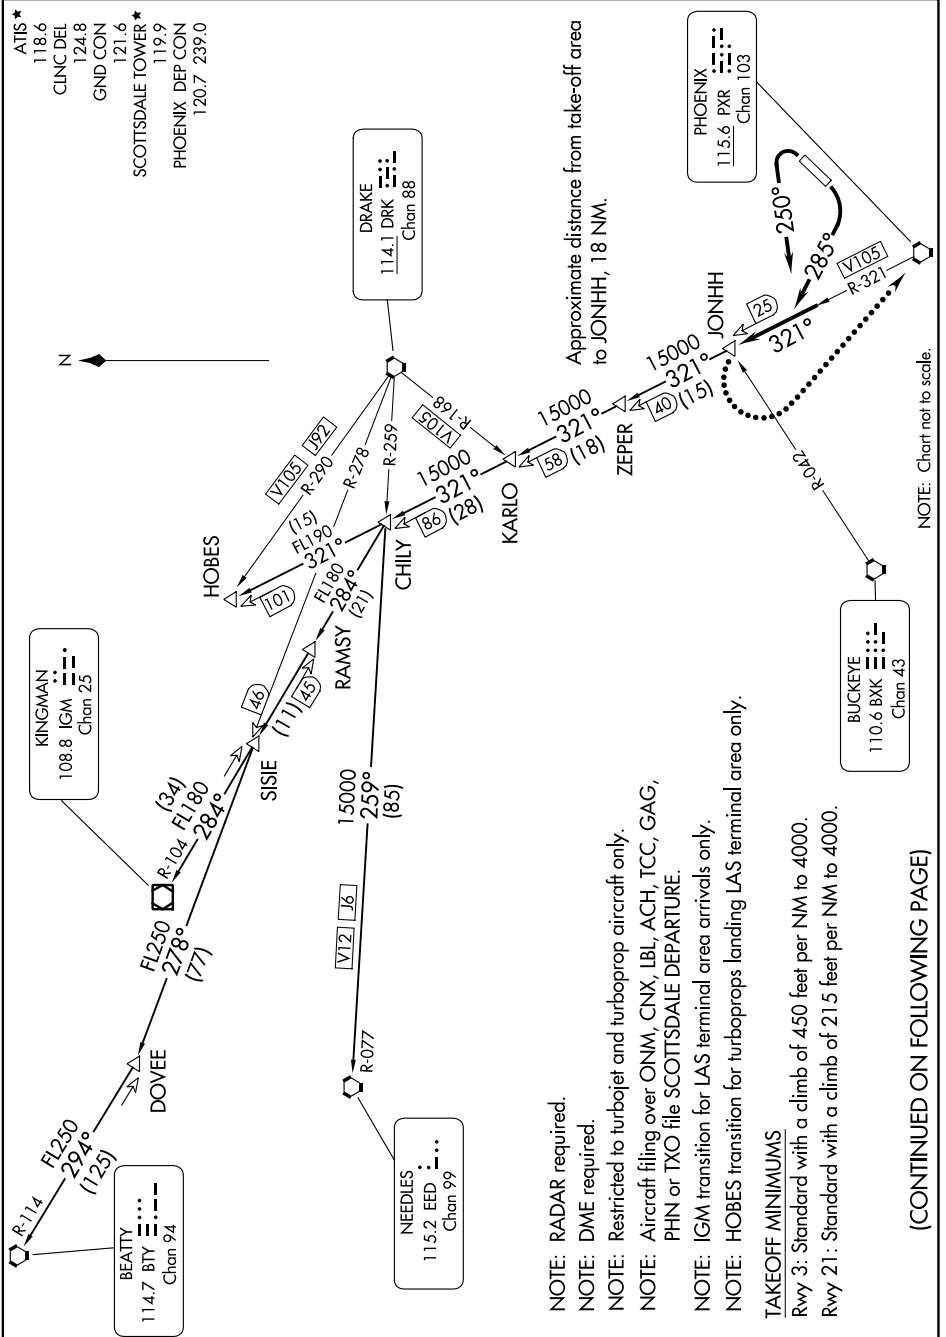 ATIS★
118.6
CLNC DEL
124.8
GND CON
121.6
SCOTTSDALE TOWER★
119.9
PHOENIX DEP CON
120.7 239.0
N
BEATTY
114.7 BTY
Chan 94
R-114
FL250
294°
(125)
DOVEE
FL250
278°
(77)
KINGMAN
108.8 IGM
Chan 25
R-104
284°
FL180
(34)
SISIE
46
(11)
45
RAMSY
FL180
284°
(21)
HOBES
101
(15)
FL190
321°
V105
J92
R-290
R-278
R-259
DRAKE
114.1 DRK
Chan 88
R-168
V105
CHILY
15000
321°
86
(28)
KARLO
15000
321°
58
(18)
ZEPER
15000
321°
40
(15)
JONHH
25
321°
Approximate distance from take-off area
to JONHH, 18 NM.
PHOENIX
115.6 PXR
Chan 103
250°
285°
V105
R-321
R-042
BUCKEYE
110.6 BXK
Chan 43
NEEDLES
115.2 EED
Chan 99
R-077
V12
J6
15000
259°
(85)
NOTE: Chart not to scale.
NOTE: RADAR required.
NOTE: DME required.
NOTE: Restricted to turbojet and turboprop aircraft only.
NOTE: Aircraft filing over ONM, CNX, LBL, ACH, TCC, GAG,
PHN or TXO file SCOTTSDALE DEPARTURE.
NOTE: IGM transition for LAS terminal area arrivals only.
NOTE: HOBES transition for turboprops landing LAS terminal area only.
TAKEOFF MINIMUMS
Rwy 3: Standard with a climb of 450 feet per NM to 4000.
Rwy 21: Standard with a climb of 215 feet per NM to 4000.
(CONTINUED ON FOLLOWING PAGE)